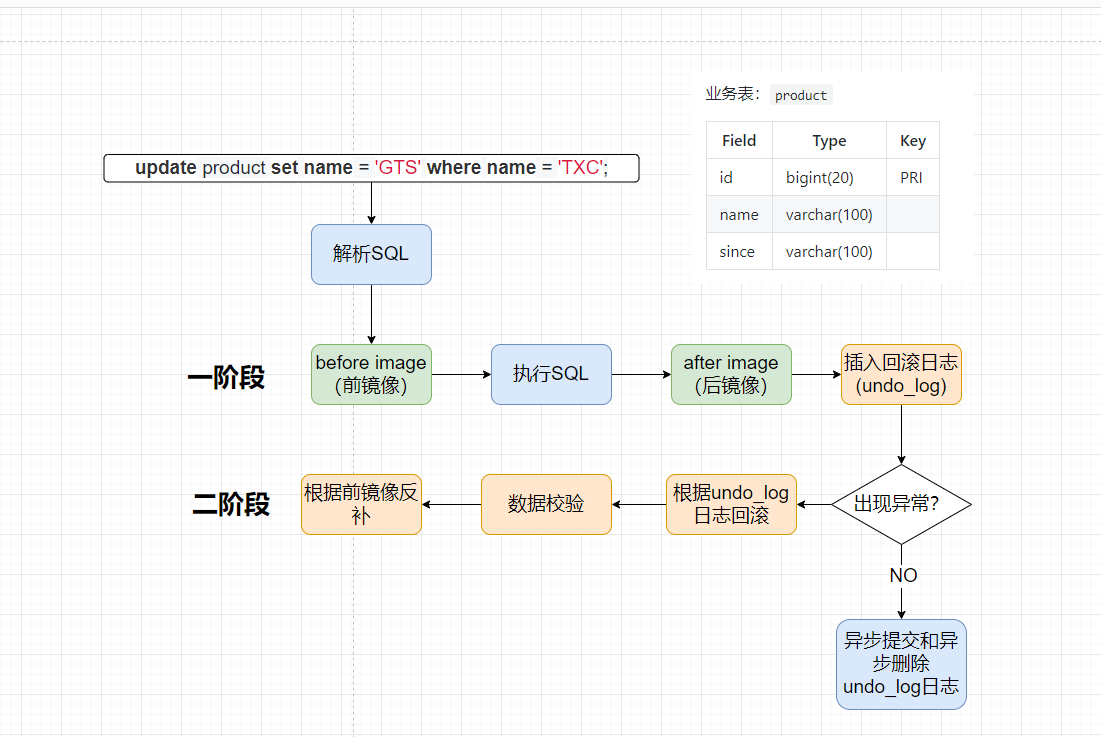 业务表： product
Field Type Key
id bigint(20) PRI
name varchar(100)
since varchar(100)
update product set name = 'GTS' where name = 'TXC';
解析SQL
一阶段
before image
(前镜像)
执行SQL
after image
(后镜像)
插入回滚日志
(undo_log)
二阶段
根据前镜像反
补
数据校验
根据undo_log
日志回滚
出现异常?
NO
异步提交和异
步删除
undo_log日志